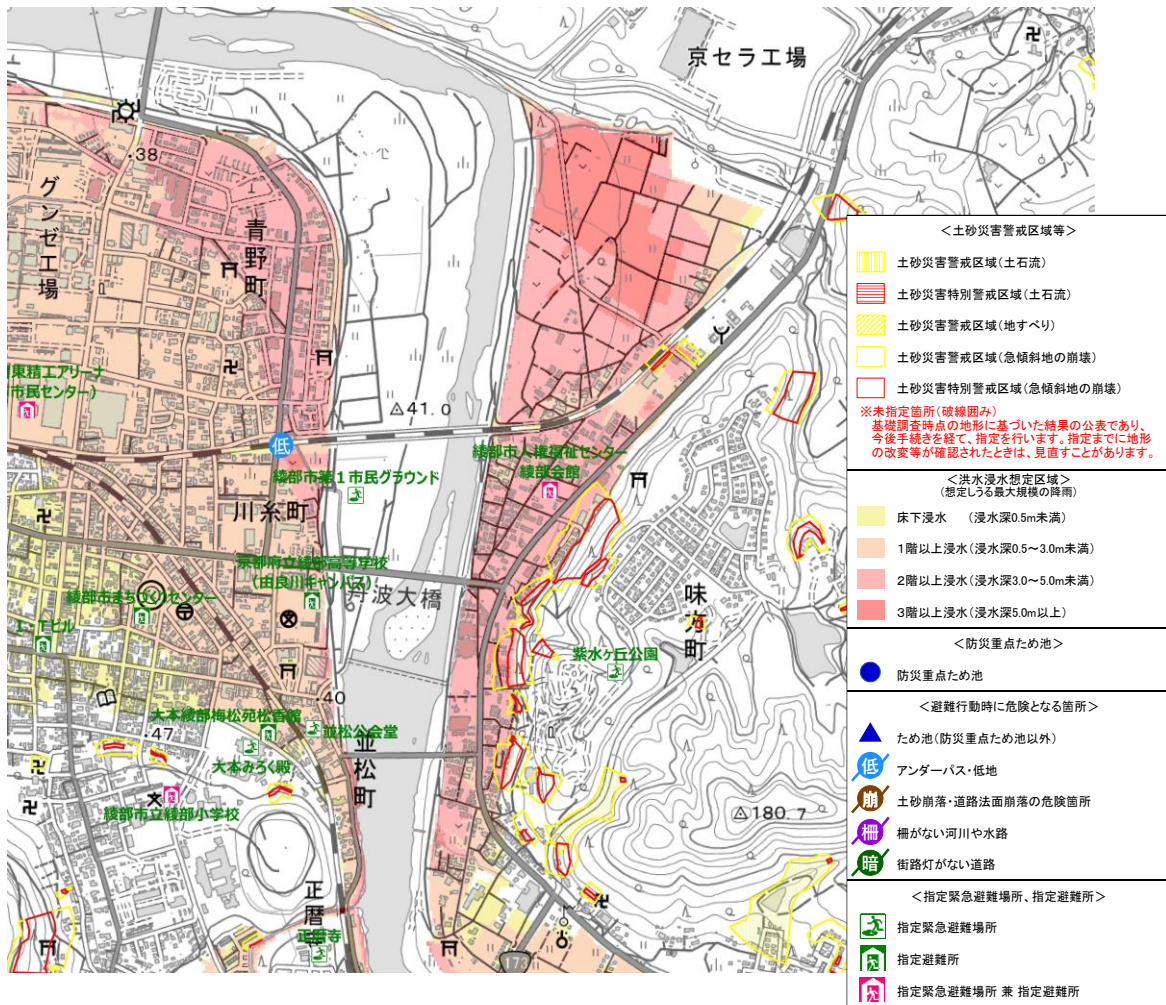 京セラ工場
50
・38
グンゼ工場
青野町
東精工アリーナ
市民センター)
△41.0
低
綾部市人権福祉センター
綾部会館
綾部市第1市民グラウンド
川糸町
京都府立綾部高等学校
(由良川キャンパス)
丹波大橋
綾部市まちづくりセンター
I・Tビル
味方町
紫水ヶ丘公園
・40
大本綾部梅松苑松香館
並松公会堂
・47
大本みろく殿
並松町
綾部市立綾部小学校
△180.7
正暦寺
正暦寺
173
<土砂災害警戒区域等>
土砂災害警戒区域(土石流)
土砂災害特別警戒区域(土石流)
土砂災害警戒区域(地すべり)
土砂災害警戒区域(急傾斜地の崩壊)
土砂災害特別警戒区域(急傾斜地の崩壊)
※未指定箇所(破線囲み)
基礎調査時点の地形に基づいた結果の公表であり、
今後手続きを経て、指定を行います。指定までに地形
の改変等が確認されたときは、見直すことがあります。
<洪水浸水想定区域>
(想定しうる最大規模の降雨)
床下浸水 (浸水深0.5m未満)
1階以上浸水(浸水深0.5~3.0m未満)
2階以上浸水(浸水深3.0~5.0m未満)
3階以上浸水(浸水深5.0m以上)
<防災重点ため池>
防災重点ため池
<避難行動時に危険となる箇所>
ため池(防災重点ため池以外)
低 アンダーパス・低地
崩 土砂崩落・道路法面崩落の危険箇所
柵 柵がない河川や水路
暗 街路灯がない道路
<指定緊急避難場所、指定避難所>
指定緊急避難場所
指定避難所
指定緊急避難場所 兼 指定避難所